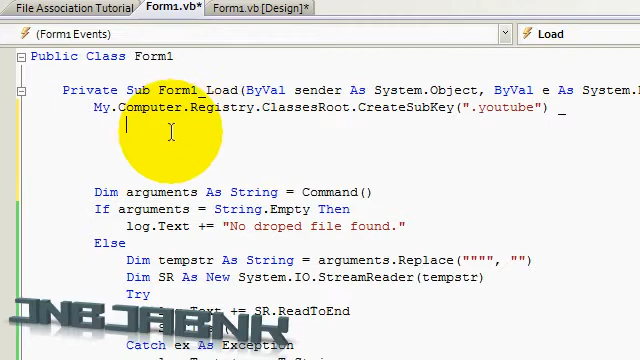 File Association Tutorial
Form1.vb*
Form1.vb [Design]*
(Form1 Events)
Load
Public Class Form1
Private Sub Form1_Load(ByVal sender As System.Object, ByVal e As System.
My.Computer.Registry.ClassesRoot.CreateSubKey(".youtube") _
Dim arguments As String = Command()
If arguments = String.Empty Then
log.Text += "No droped file found."
Else
Dim tempstr As String = arguments.Replace("""", "")
Dim SR As New System.IO.StreamReader(tempstr)
Try
Text += SR.ReadToEnd
Catch ex As Exception
JNBJABNK